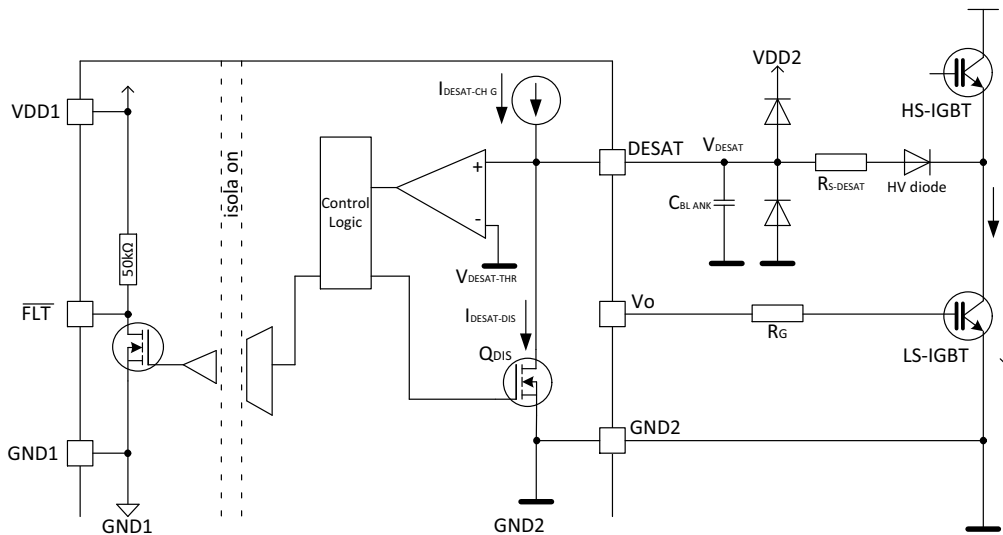 VDD1
50kΩ
FLT
GND1
GND1
isola on
Control
Logic
IDESAT-CH G
+
-
VDESAT-THR
IDESAT-DIS
QDIS
GND2
DESAT
VDESAT
VDD2
CBL ANK
RS-DESAT
HV diode
HS-IGBT
Vo
RG
LS-IGBT
GND2